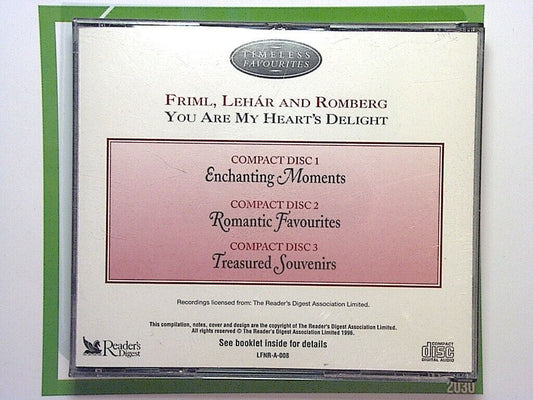 TIMELESS
FAVOURITES
FRIML, LEHÁR AND ROMBERG
YOU ARE MY HEART'S DELIGHT
COMPACT DISC 1
Enchanting Moments
COMPACT DISC 2
Romantic Favourites
COMPACT DISC 3
Treasured Souvenirs
Recordings licensed from: The Reader's Digest Association Limited.
This compilation, notes, cover and design are the copyright of The Reader's Digest Association Limited.
All rights reserved © The Reader's Digest Association Limited 1998.
See booklet inside for details
LFNR-A-008
Reader's
Digest
COMPACT
disc
DIGITAL AUDIO
2030